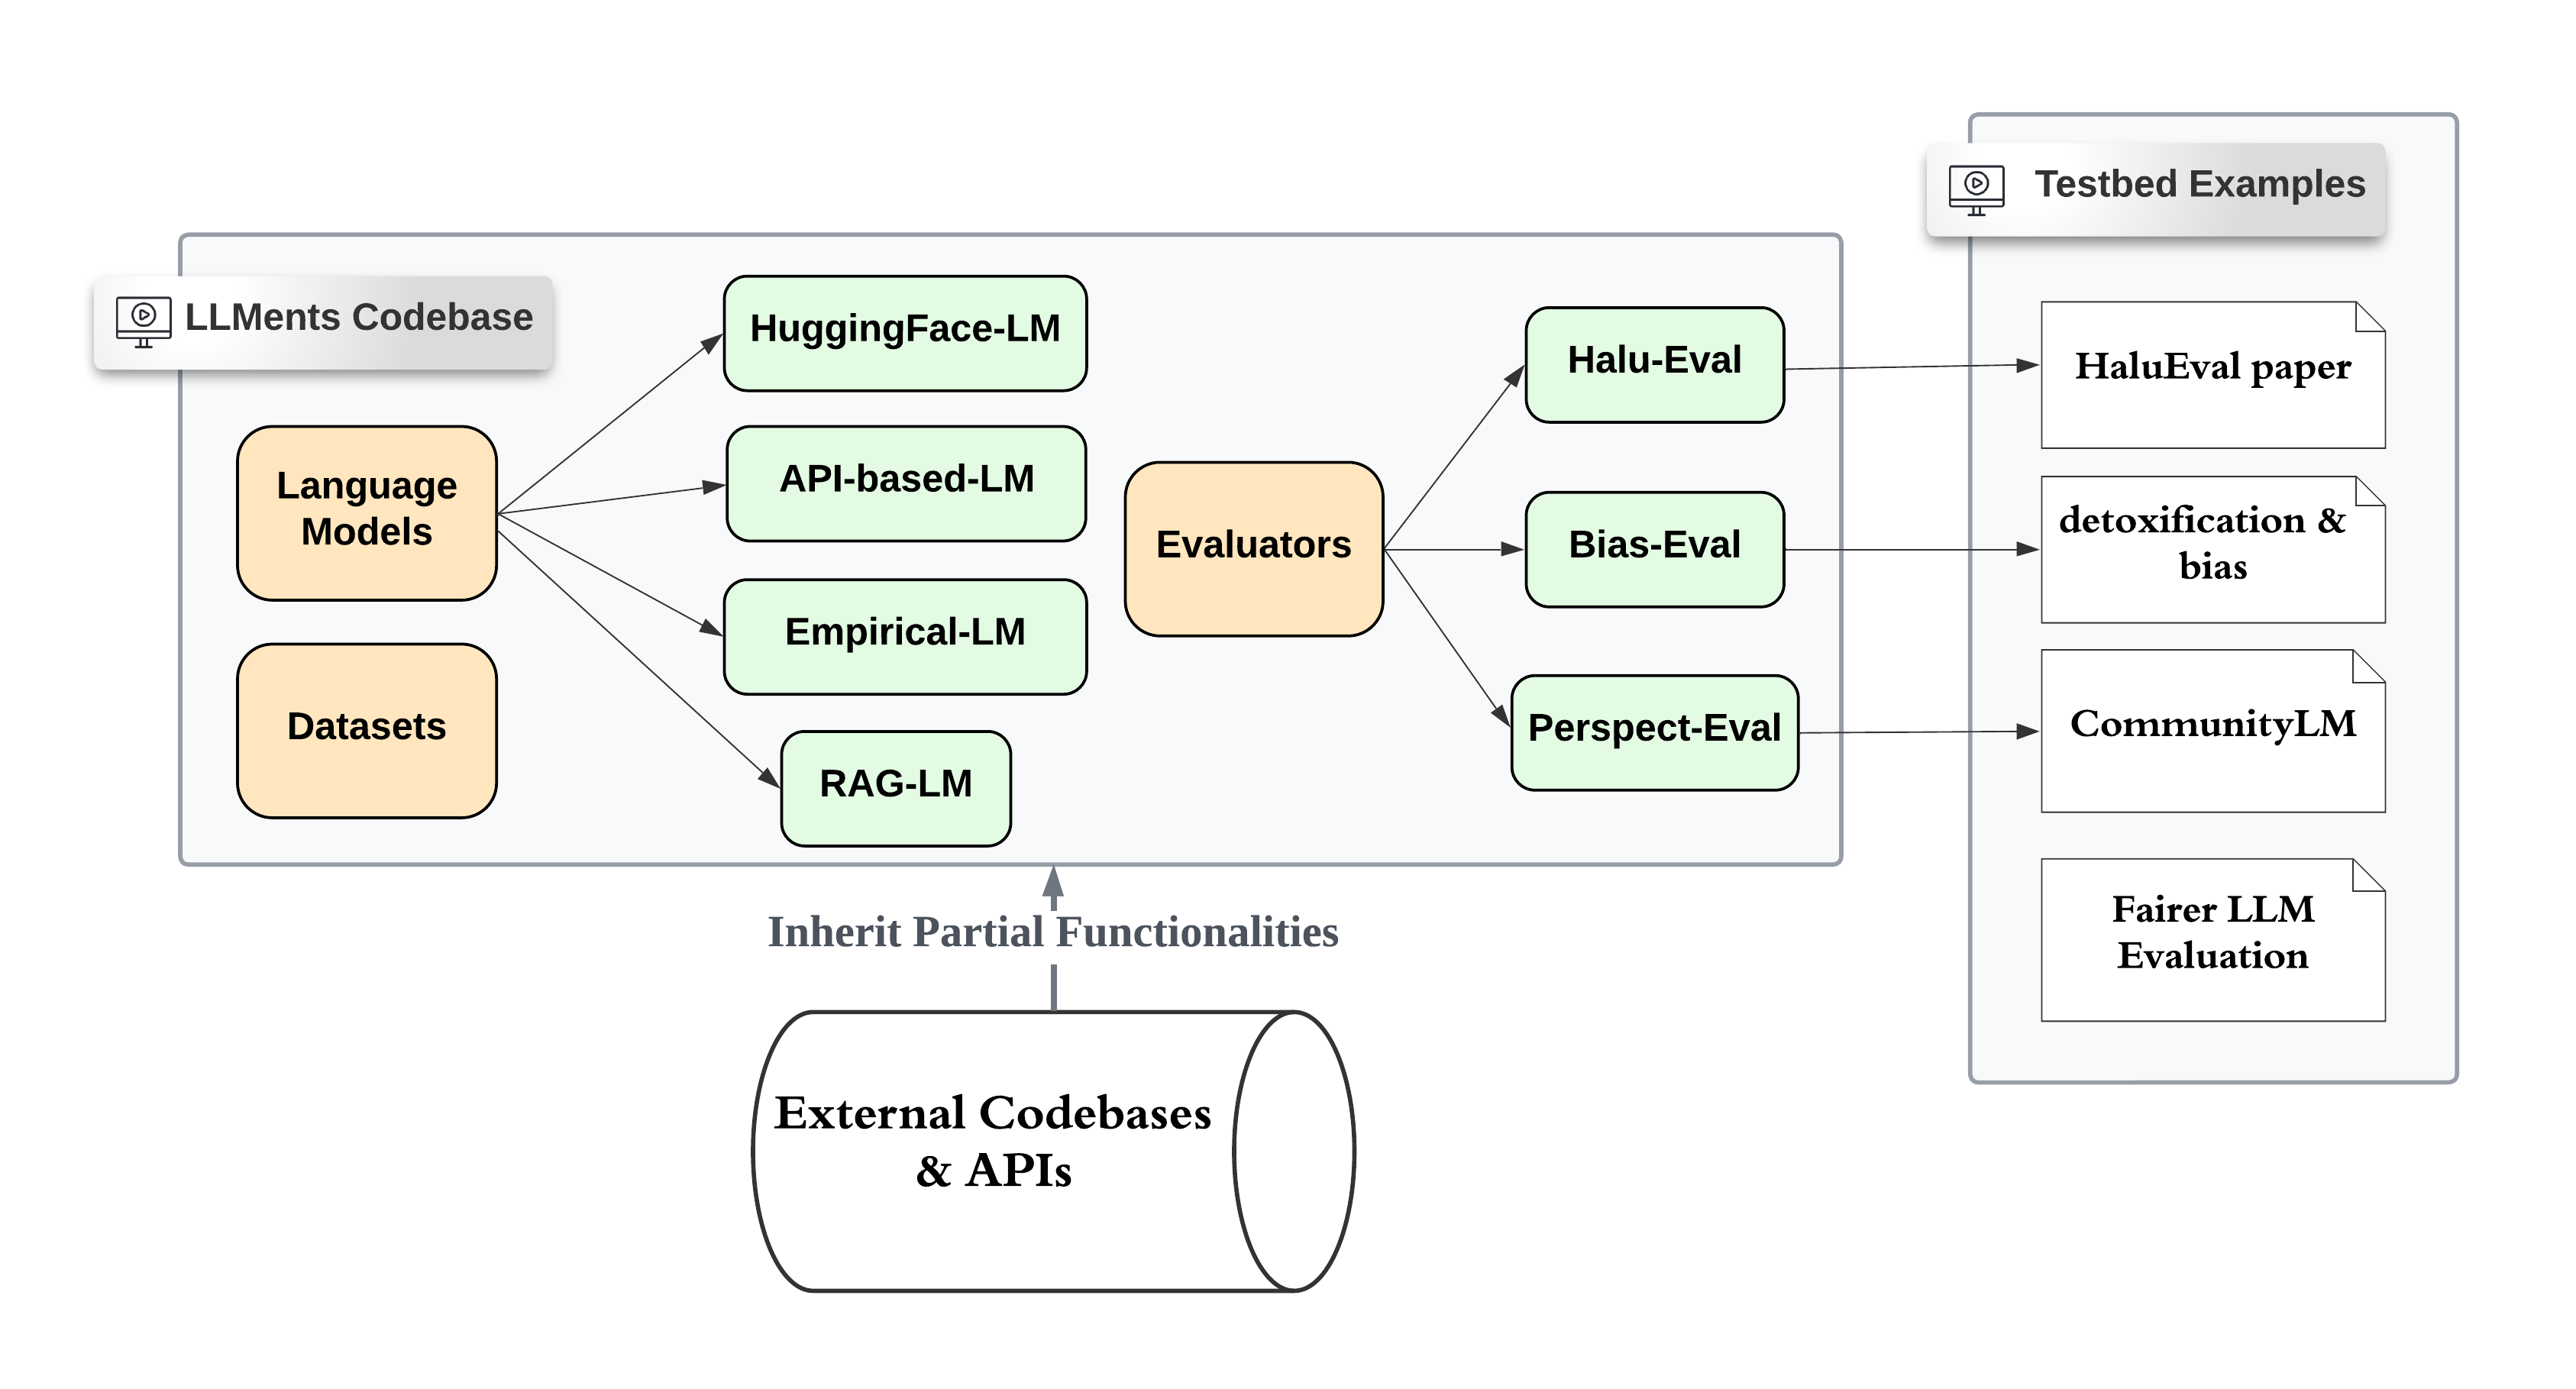 LLMents Codebase
Language
Models
Datasets
HuggingFace-LM
API-based-LM
Empirical-LM
RAG-LM
Evaluators
Halu-Eval
Bias-Eval
Perspect-Eval
Testbed Examples
HaluEval paper
detoxification &
bias
CommunityLM
Fairer LLM
Evaluation
Inherit Partial Functionalities
External Codebases
& APIs